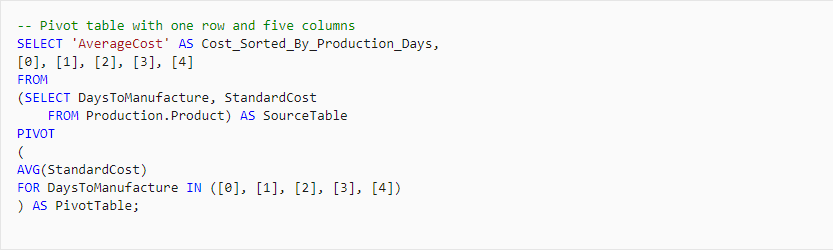 -- Pivot table with one row and five columns
SELECT 'AverageCost' AS Cost_Sorted_By_Production_Days,
[0], [1], [2], [3], [4]
FROM
(SELECT DaysToManufacture, StandardCost
    FROM Production.Product) AS SourceTable
PIVOT
(
AVG(StandardCost)
FOR DaysToManufacture IN ([0], [1], [2], [3], [4])
) AS PivotTable;